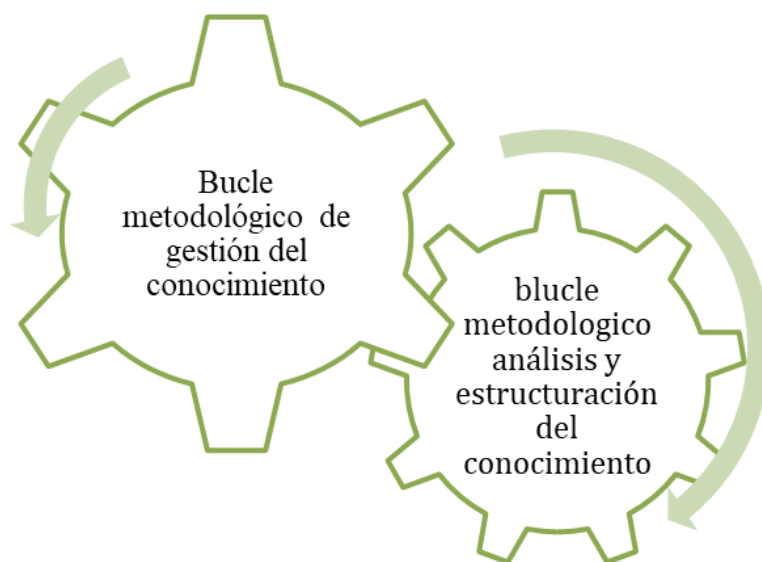 Bucle
metodológico de
gestión del
conocimiento
blucle
metodologico
análisis y
estructuración
del
conocimiento